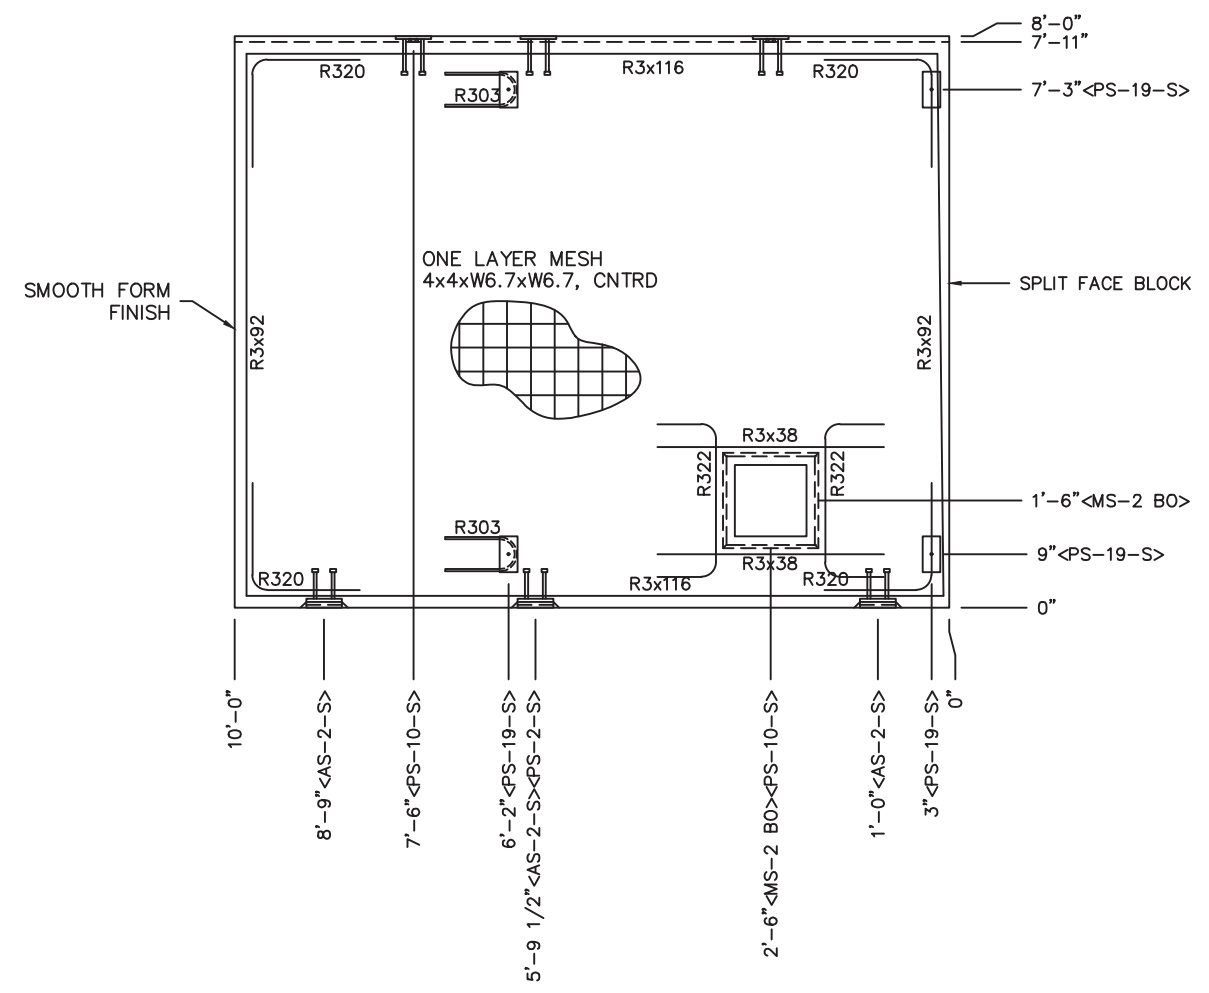 8'-0"
7'-11"
R320
R3x116
R320
7'-3"<PS-19-S>
R303
ONE LAYER MESH
4x4xW6.7xW6.7, CNTRD
SMOOTH FORM
FINISH
SPLIT FACE BLOCK
R3x92
R3x92
R3x38
R322
R322
1'-6"<MS-2 BO>
R303
9"<PS-19-S>
R3x38
R320
R3x116
R320
0"
10'-0"
8'-9"<AS-2-S>
7'-6"<PS-10-S>
6'-2"<PS-19-S>
5'-9 1/2"<AS-2-S><PS-2-S>
2'-6"<MS-2 BO><PS-10-S>
1'-0"<AS-2-S>
3"<PS-19-S>
0"